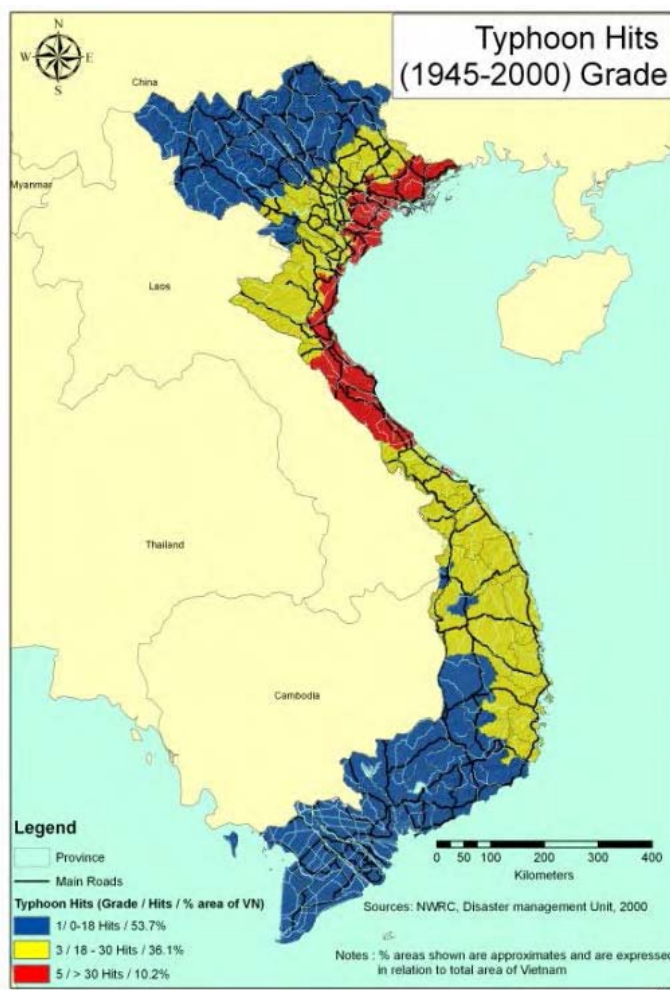 Typhoon Hits
(1945-2000) Grade
N
W
E
S
China
Myanmar
Laos
Thailand
Cambodia
Legend
Province
Main Roads
Typhoon Hits (Grade / Hits / % area of VN)
1/ 0-18 Hits / 53.7%
3 / 18 - 30 Hits / 36.1%
5 / > 30 Hits / 10.2%
0 50 100 200 300 400
Kilometers
Sources: NWRC, Disaster management Unit, 2000
Notes : % areas shown are approximates and are expressed
in relation to total area of Vietnam